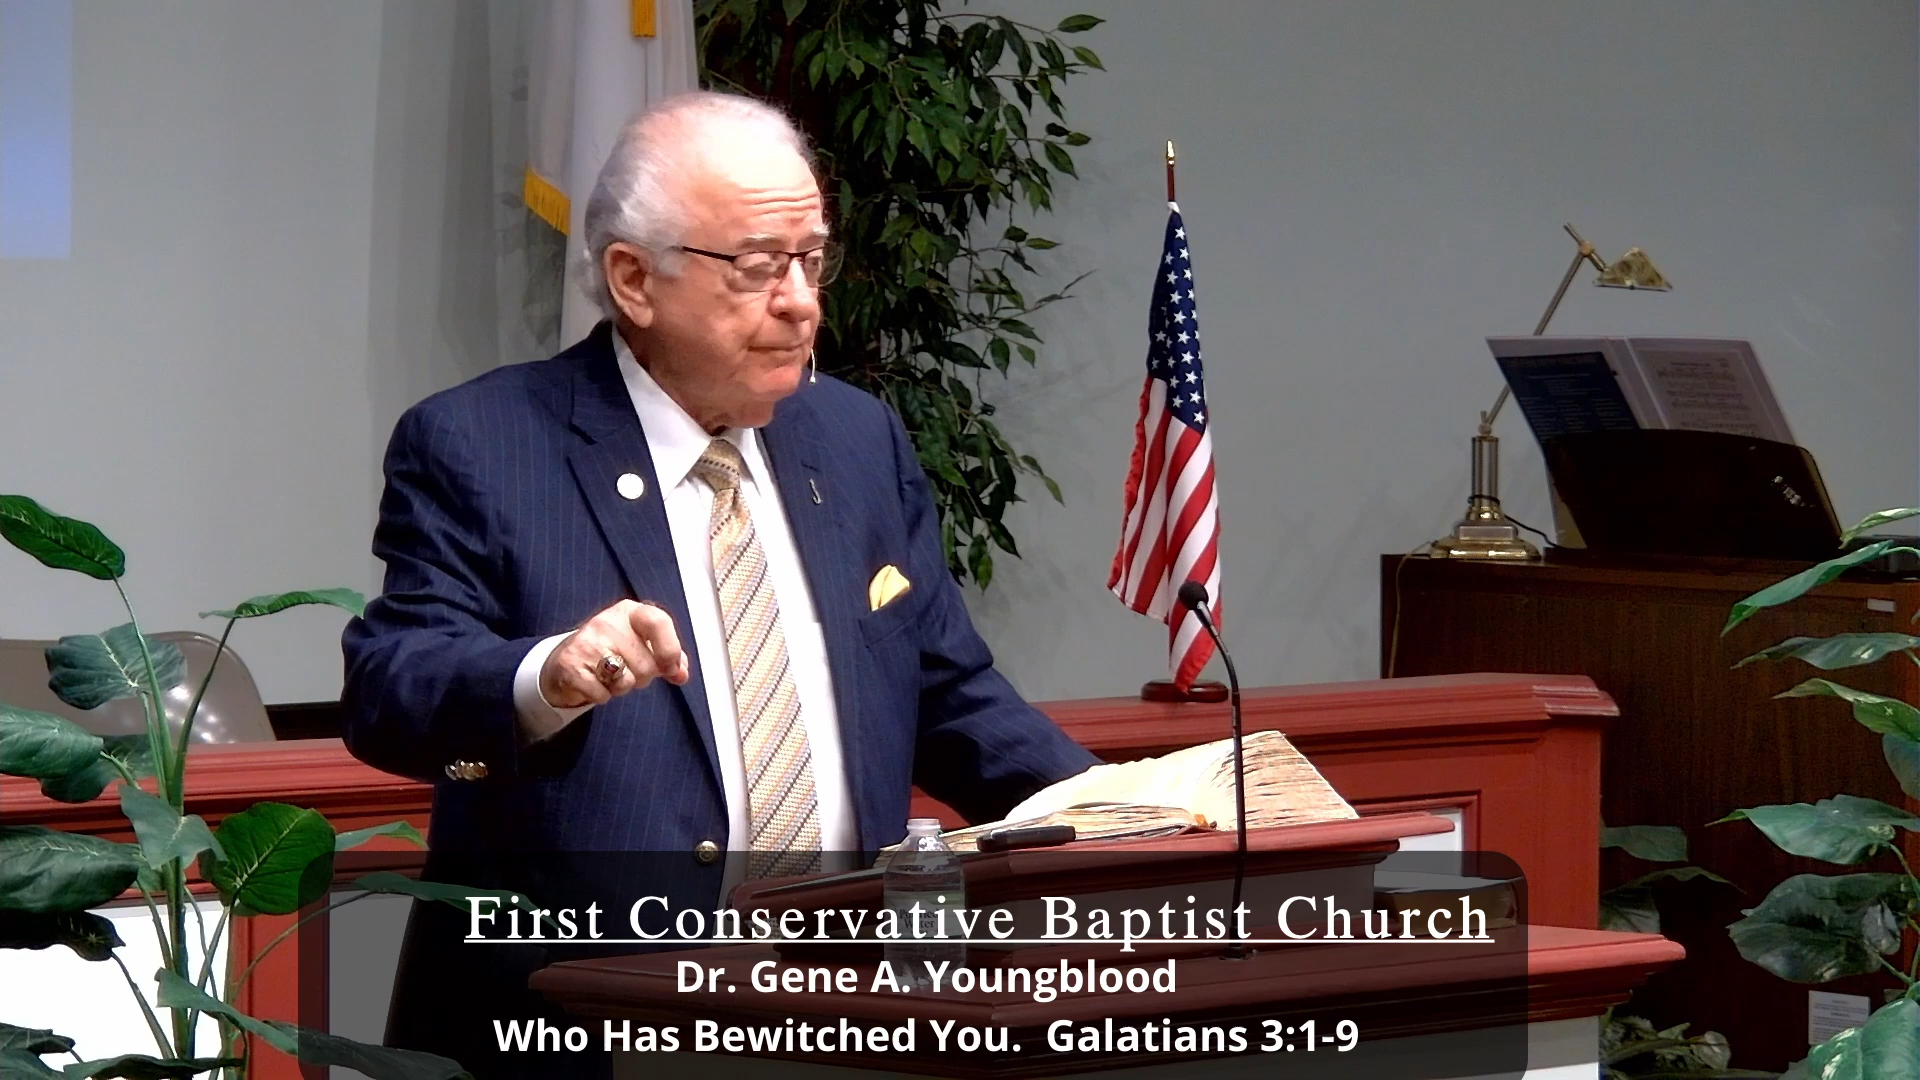 First Conservative Baptist Church
Dr. Gene A. Youngblood
Who Has Bewitched You.  Galatians 3:1-9